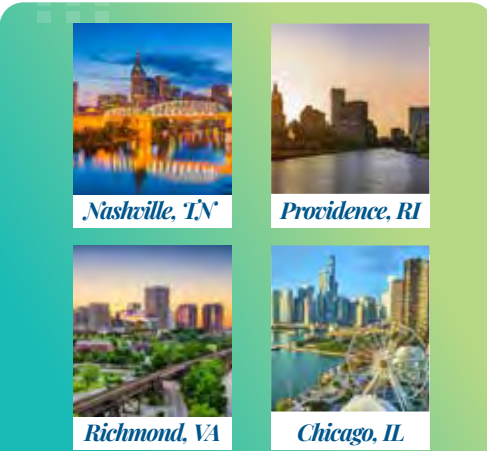 Nashville, TN
Providence, RI
Richmond, VA
Chicago, IL